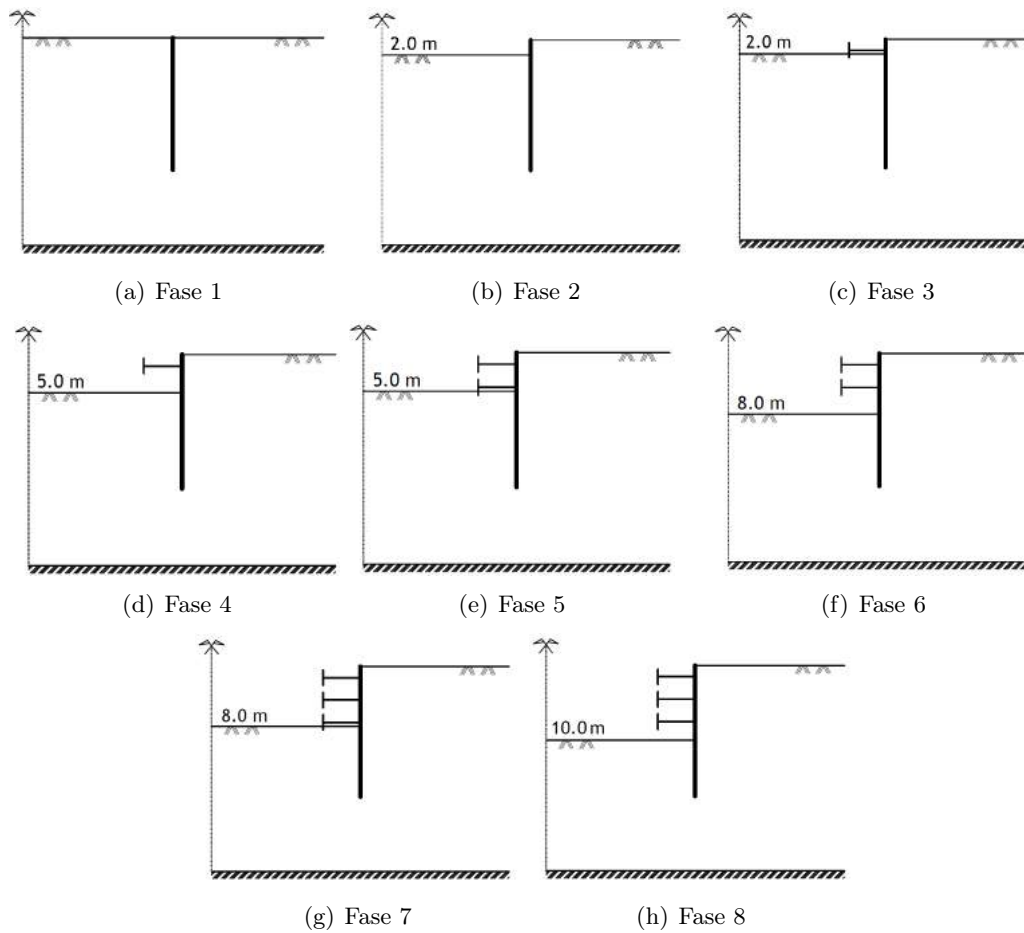 2.0 m
2.0 m
(a) Fase 1
(b) Fase 2
(c) Fase 3
5.0 m
5.0 m
8.0 m
(d) Fase 4
(e) Fase 5
(f) Fase 6
8.0 m
10.0 m
(g) Fase 7
(h) Fase 8